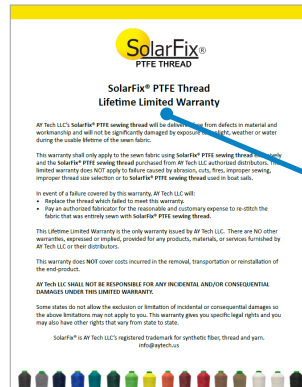 SolarFix®
PTFE THREAD
SolarFix® PTFE Thread
Lifetime Limited Warranty
AY Tech LLC's SolarFix® PTFE sewing thread will be delivered free from defects in material and
workmanship and will not be significantly damaged by exposure to sunlight, weather or water
during the usable lifetime of the sewn fabric.
This warranty shall only apply to the sewn fabric using SolarFix® PTFE sewing thread
and the SolarFix® PTFE sewing thread purchased from AY Tech LLC authorized distributors. This
limited warranty does NOT apply to failure caused by abrasion, cuts, fires, improper sewing,
improper thread size selection or to SolarFix® PTFE sewing thread used in boat sails.
In event of a failure covered by this warranty, AY Tech LLC will:
• Replace the thread which failed to meet this warranty.
• Pay an authorized fabricator for the reasonable and customary expense to re-stitch the
fabric that was entirely sewn with SolarFix® PTFE sewing thread.
This Lifetime Limited Warranty is the only warranty issued by AY Tech LLC. There are NO other
warranties, expressed or implied, provided for any products, materials, or services furnished by
AY Tech LLC or their distributors.
This warranty does NOT cover costs incurred in the removal, transportation or reinstallation of
the end-product.
AY Tech LLC SHALL NOT BE RESPONSIBLE FOR ANY INCIDENTAL AND/OR CONSEQUENTIAL
DAMAGES UNDER THIS LIMITED WARRANTY.
Some states do not allow the exclusion or limitation of incidental or consequential damages so
the above limitations may not apply to you. This warranty gives you specific legal rights and you
may also have other rights that vary from state to state.
SolarFix® is AY Tech LLC's registered trademark for synthetic fiber, thread and yarn.
info@aytech.us